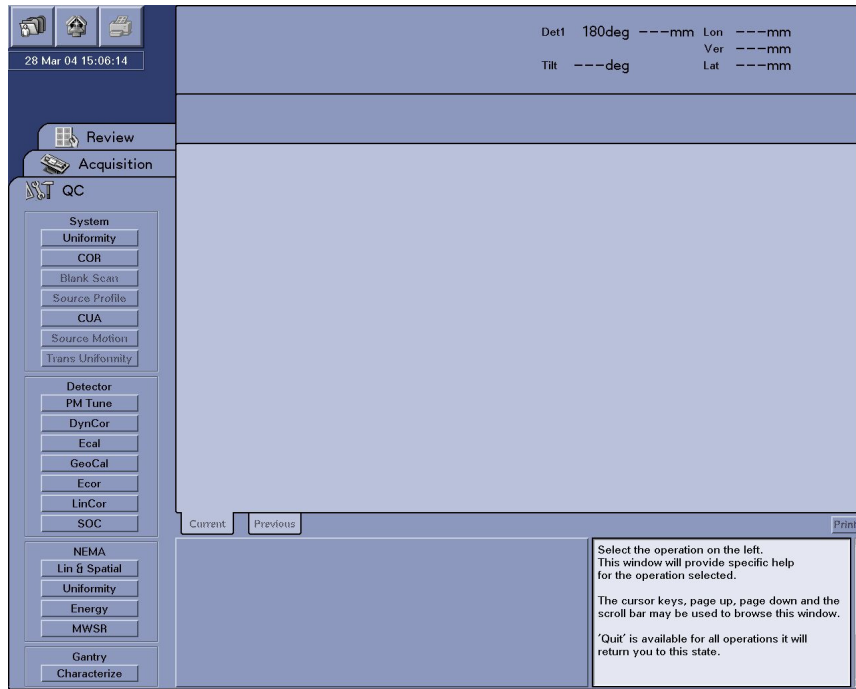 Det1 180deg ---mm Lon ---mm
Ver ---mm
Tilt ---deg Lat ---mm
28 Mar 04 15:06:14
Review
Acquisition
QC
System
Uniformity
COR
Blank Scan
Source Profile
CUA
Source Motion
Trans Uniformity
Detector
PM Tune
DynCor
Ecal
GeoCal
Ecor
LinCor
SOC
NEMA
Lin & Spatial
Uniformity
Energy
MWSR
Gantry
Characterize
Current Previous Print
Select the operation on the left.
This window will provide specific help
for the operation selected.
The cursor keys, page up, page down and the
scroll bar may be used to browse this window.
'Quit' is available for all operations it will
return you to this state.